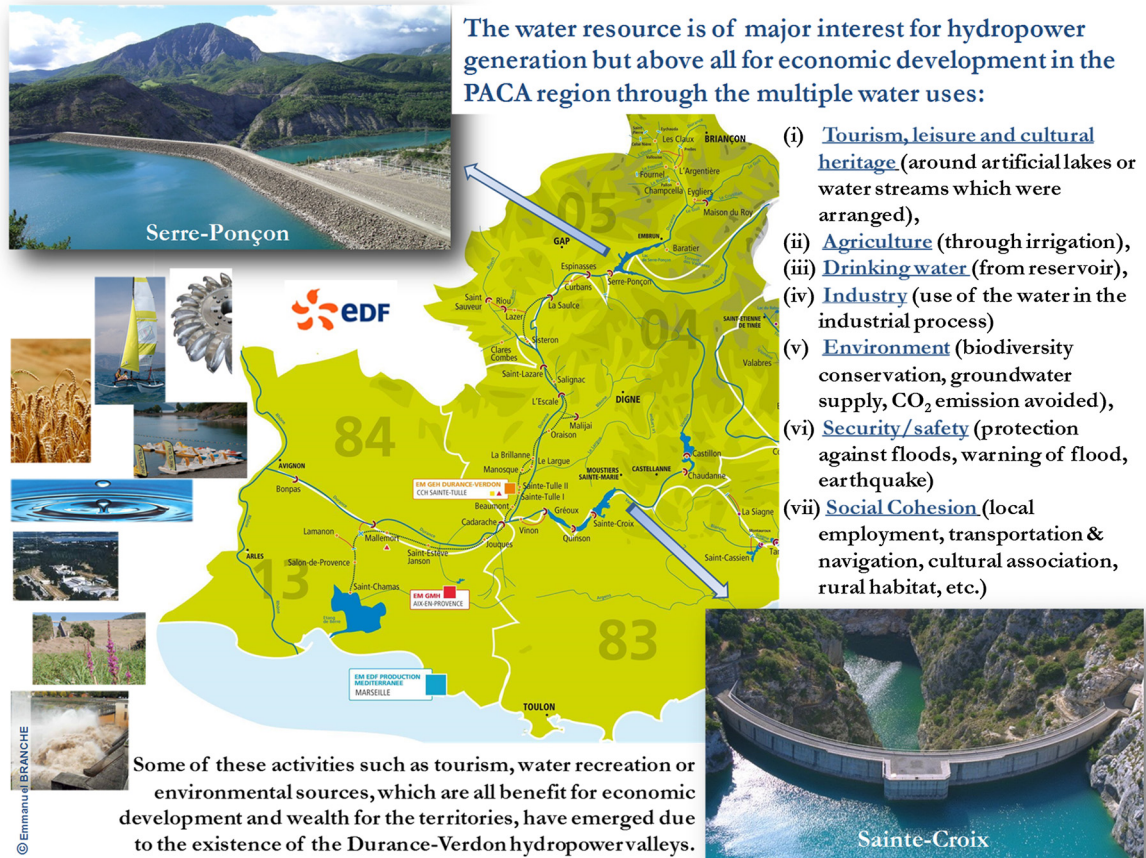 The water resource is of major interest for hydropower
generation but above all for economic development in the
PACA region through the multiple water uses:
Serre-Ponçon
(i) Tourism, leisure and cultural
heritage (around artificial lakes or
water streams which were
arranged),
(ii) Agriculture (through irrigation),
(iii) Drinking water (from reservoir),
(iv) Industry (use of the water in the
industrial process)
(v) Environment (biodiversity
conservation, groundwater
supply, CO₂ emission avoided),
(vi) Security/safety (protection
against floods, warning of flood,
earthquake)
(vii) Social Cohesion (local
employment, transportation &
navigation, cultural association,
rural habitat, etc.)
edf
Les Claux
BRIANÇON
L'Argentière
Fournel
Champcella
Eygliers
Maison du Roy
05
EMBRUN
GAP
Baratier
Espinasses
Serre-Ponçon
Curbans
Saint
Sauveur
Riou
La Saulce
Lazer
04
SAINT-ETIENNE
DE TINÉE
Sisteron
Clares
Combes
Valabres
Saint-Lazare
Salignac
L'Escale
DIGNE
Malijai
84
Oraison
La Brillanne
Le Largue
Castillon
AVIGNON
Manosque
MOUSTIERS
SAINTE-MARIE
CASTELLANNE
Chaudanne
EM GEH DURANCE-VERDON
CCH SAINTE-TULLE
Sainte-Tulle II
Sainte-Tulle I
Bonpas
Beaumont
Gréoux
La Siagne
Cadarache
Sainte-Croix
Vinon
Quinson
Lamanon
Mallemort
Jouques
Saint-Estève
Janson
Saint-Cassien
ARLES
Salon-de-Provence
13
Saint-Chamas
EM GMH
AIX-EN-PROVENCE
Argens
83
EM EDF PRODUCTION
MEDITERRANEE
MARSEILLE
TOULON
Some of these activities such as tourism, water recreation or
environmental sources, which are all benefit for economic
development and wealth for the territories, have emerged due
to the existence of the Durance-Verdon hydropower valleys.
Sainte-Croix
© Emmanuel BRANCHE